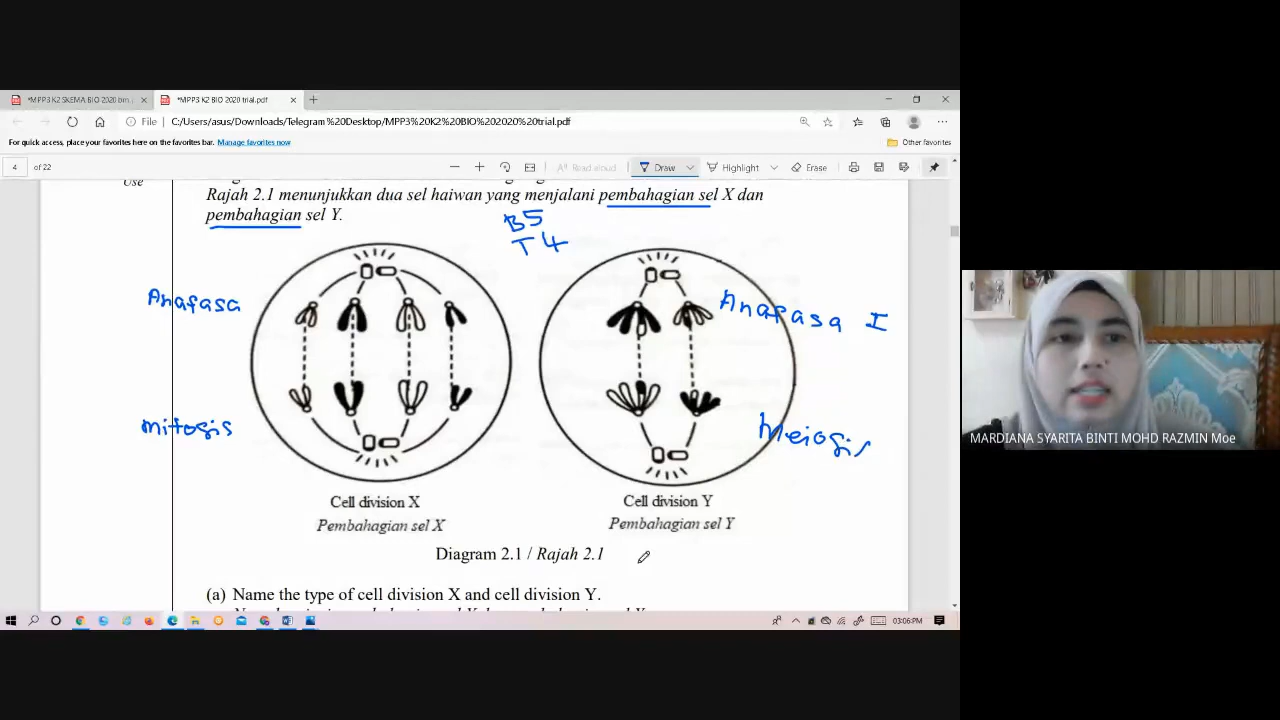 *MPP3 K2 SKEMA BIO 2020 bm
*MPP3 K2 BIO 2020 trial.pdf
File
C:/Users/asus/Downloads/Telegram%20Desktop/MPP3%20K2%20BIO%202020%20trial.pdf
For quick access, place your favorites here on the favorites bar. Manage favorites now
Other favorites
4 of 22
Read aloud
Draw
Highlight
Erase
Use
Rajah 2.1 menunjukkan dua sel haiwan yang menjalani pembahagian sel X dan
pembahagian sel Y.
B5
T4
Anafasa
Anafasa I
mitosis
Meiosis
Cell division X
Pembahagian sel X
Cell division Y
Pembahagian sel Y
Diagram 2.1 / Rajah 2.1
(a) Name the type of cell division X and cell division Y.
03:06 PM
MARDIANA SYARITA BINTI MOHD RAZMIN Moe